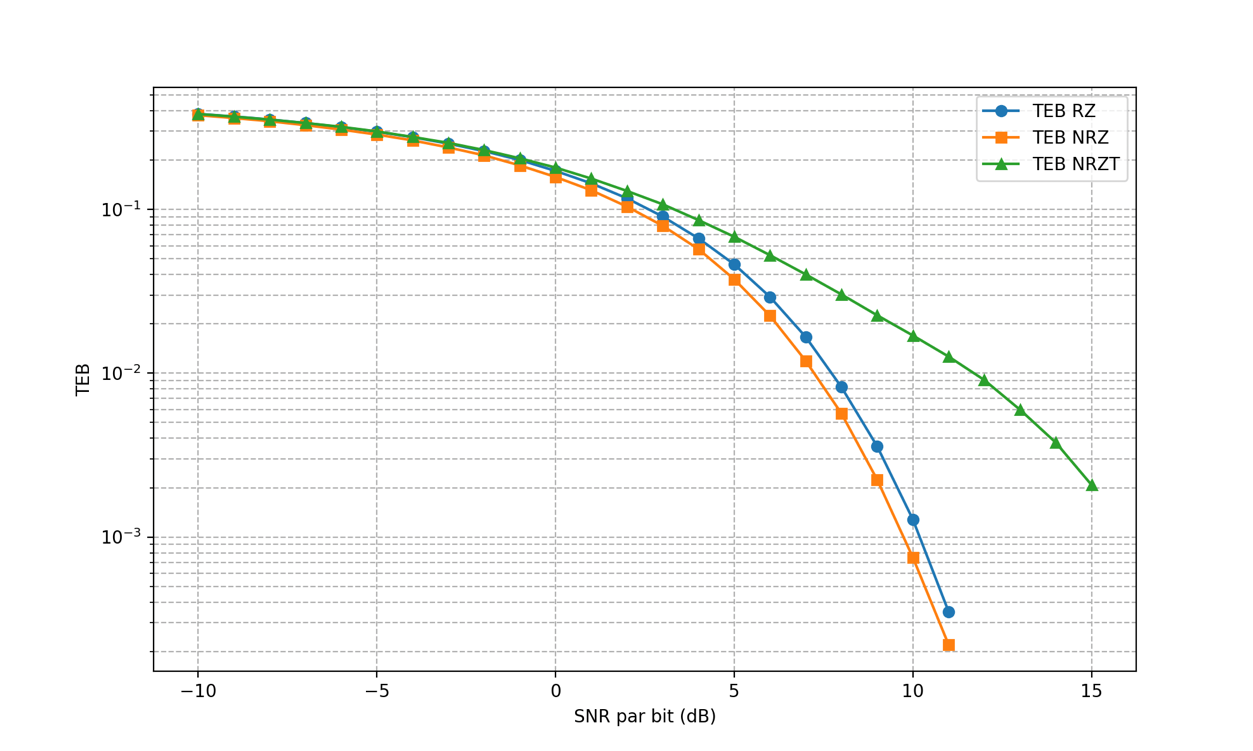 TEB RZ
TEB NRZ
TEB NRZT
10⁻¹
10⁻²
10⁻³
TEB
−10
−5
0
5
10
15
SNR par bit (dB)